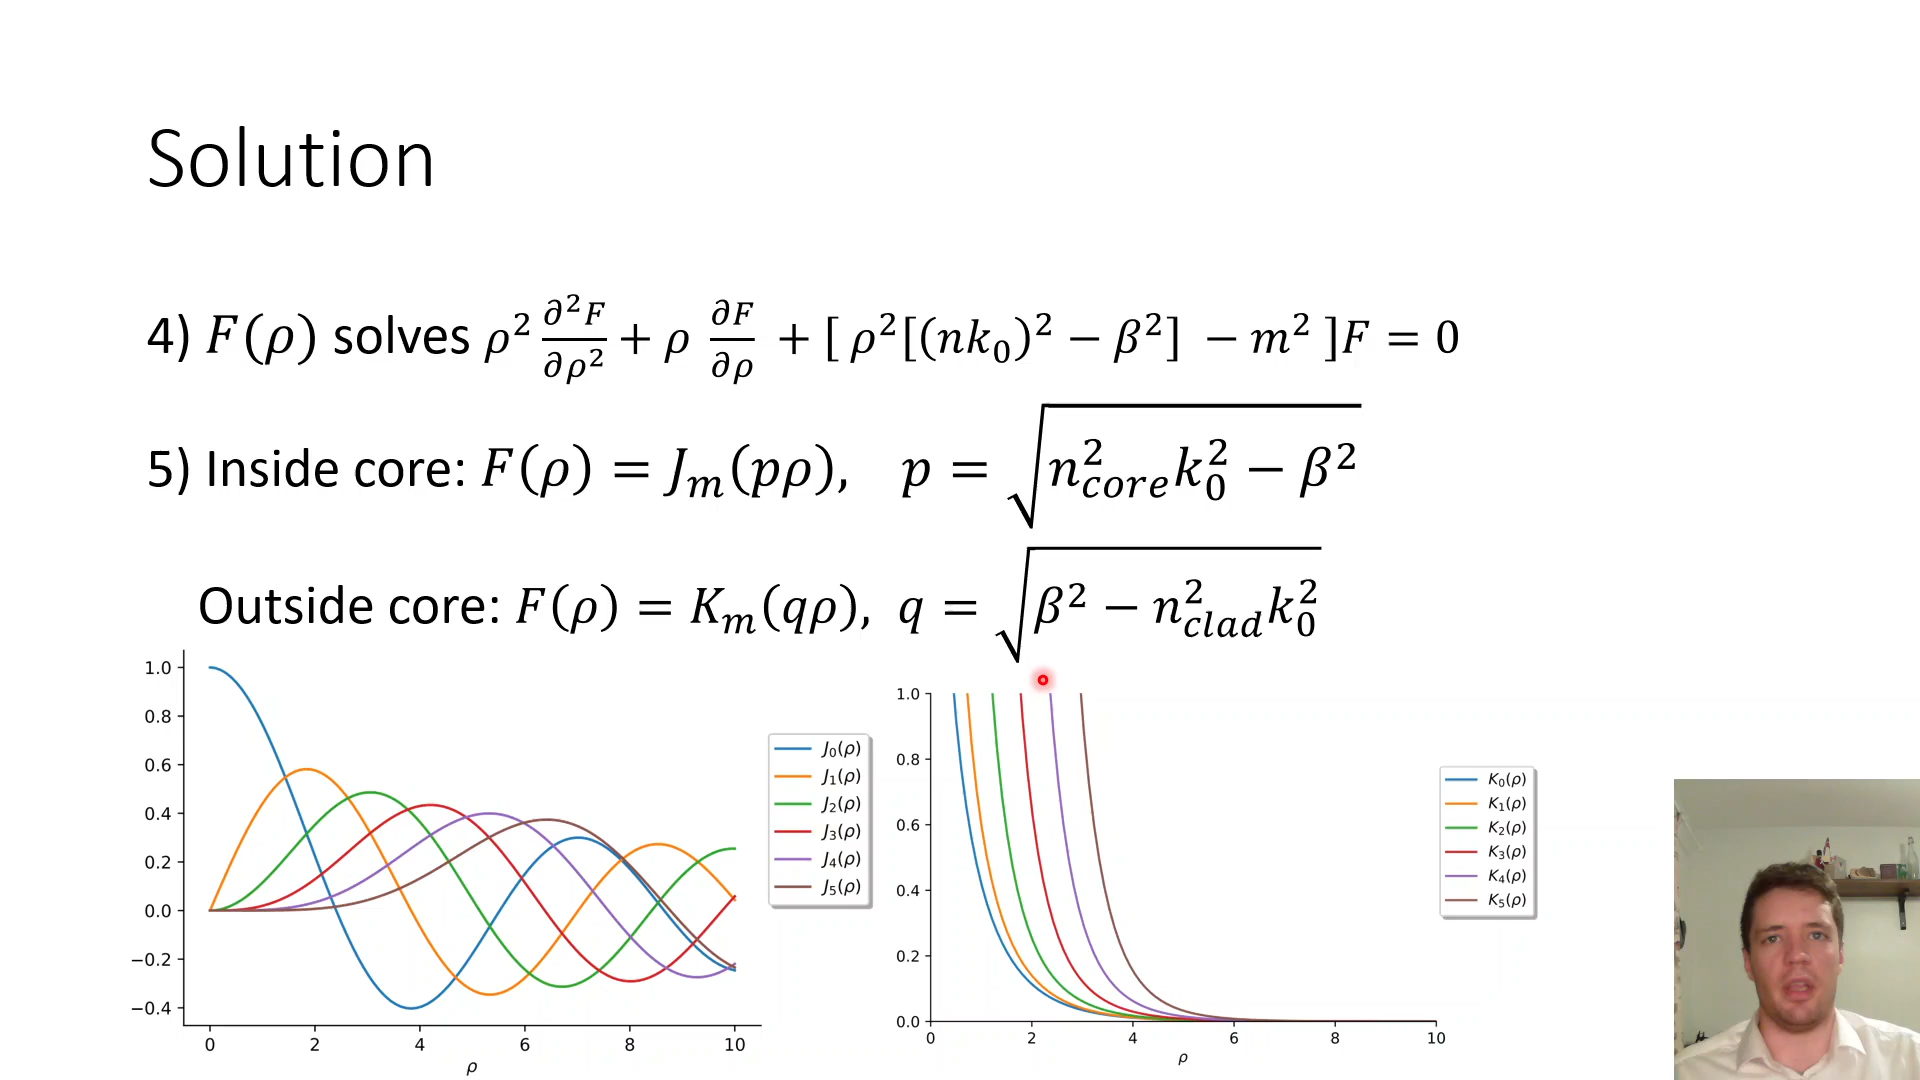 Solution
4) F(ρ) solves ρ² ∂²F/∂ρ² + ρ ∂F/∂ρ + [ ρ²[(nk₀)² − β²] − m² ]F = 0
5) Inside core: F(ρ) = Jₘ(pρ), p = √(n²_core k₀² − β²)
Outside core: F(ρ) = Kₘ(qρ), q = √(β² − n²_clad k₀²)
1.0
0.8
0.6
0.4
0.2
0.0
−0.2
−0.4
0 2 4 6 8 10
ρ
J₀(ρ)
J₁(ρ)
J₂(ρ)
J₃(ρ)
J₄(ρ)
J₅(ρ)
1.0
0.8
0.6
0.4
0.2
0.0
0 2 4 6 8 10
ρ
K₀(ρ)
K₁(ρ)
K₂(ρ)
K₃(ρ)
K₄(ρ)
K₅(ρ)